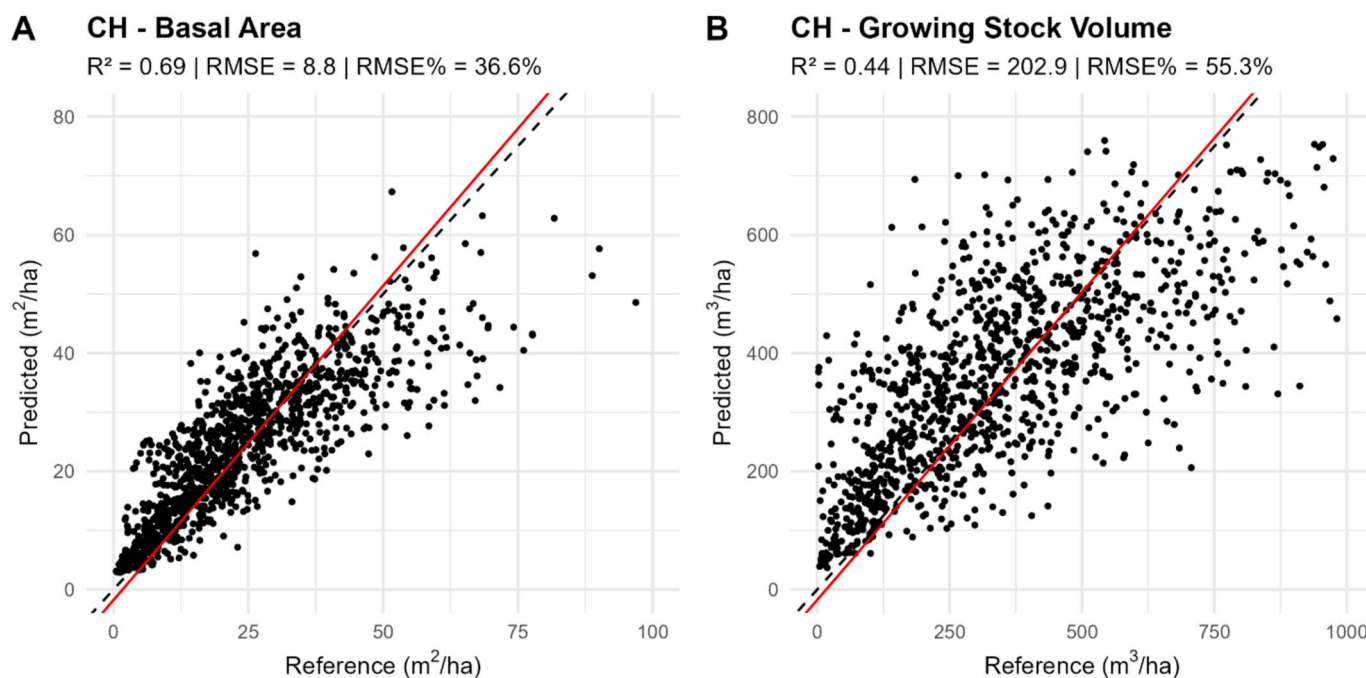 A
CH - Basal Area
R² = 0.69 | RMSE = 8.8 | RMSE% = 36.6%
80
60
40
20
0
Predicted (m²/ha)
0 25 50 75 100
Reference (m²/ha)
B
CH - Growing Stock Volume
R² = 0.44 | RMSE = 202.9 | RMSE% = 55.3%
800
600
400
200
0
Predicted (m³/ha)
0 250 500 750 1000
Reference (m³/ha)